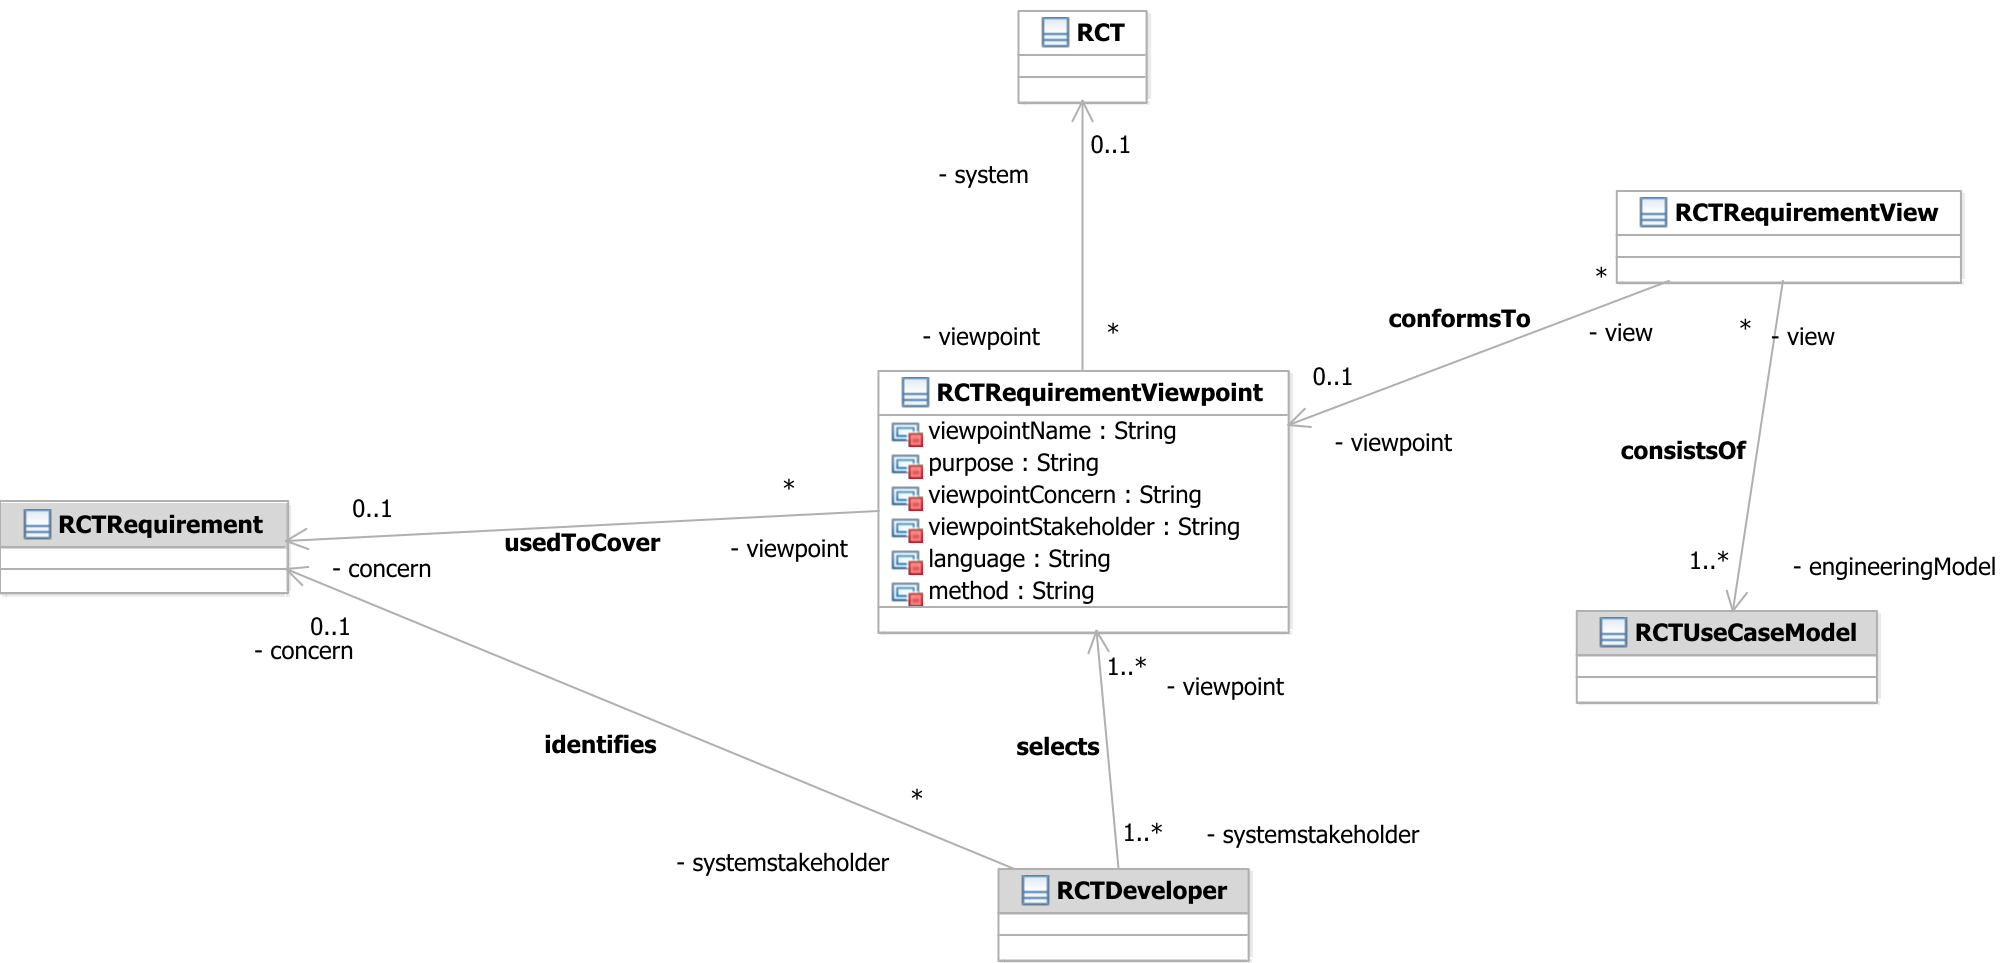 RCT
0..1
- system
RCTRequirementView
*
conformsTo
- view
*
- view
- viewpoint
*
0..1
- viewpoint
RCTRequirementViewpoint
viewpointName : String
purpose : String
viewpointConcern : String
viewpointStakeholder : String
language : String
method : String
consistsOf
1..*
- engineeringModel
RCTUseCaseModel
*
0..1
usedToCover
- viewpoint
- concern
RCTRequirement
0..1
- concern
1..*
- viewpoint
identifies
selects
*
1..*
- systemstakeholder
- systemstakeholder
RCTDeveloper